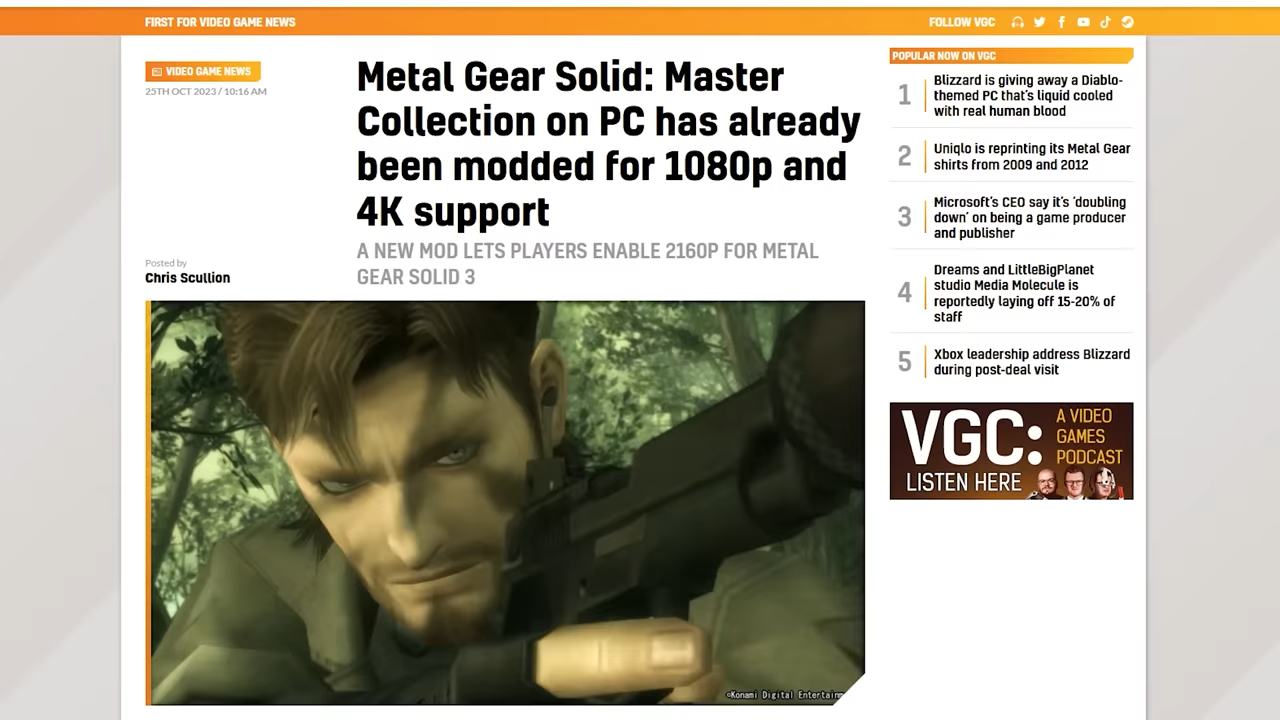 FIRST FOR VIDEO GAME NEWS
FOLLOW VGC
VIDEO GAME NEWS
25TH OCT 2023 / 10:16 AM
Metal Gear Solid: Master
Collection on PC has already
been modded for 1080p and
4K support
A NEW MOD LETS PLAYERS ENABLE 2160P FOR METAL
GEAR SOLID 3
Posted by
Chris Scullion
©Konami Digital Entertainm
POPULAR NOW ON VGC
1
Blizzard is giving away a Diablo-
themed PC that's liquid cooled
with real human blood
2
Uniqlo is reprinting its Metal Gear
shirts from 2009 and 2012
3
Microsoft's CEO say it's 'doubling
down' on being a game producer
and publisher
4
Dreams and LittleBigPlanet
studio Media Molecule is
reportedly laying off 15-20% of
staff
5
Xbox leadership address Blizzard
during post-deal visit
VGC:
A VIDEO
GAMES
PODCAST
LISTEN HERE